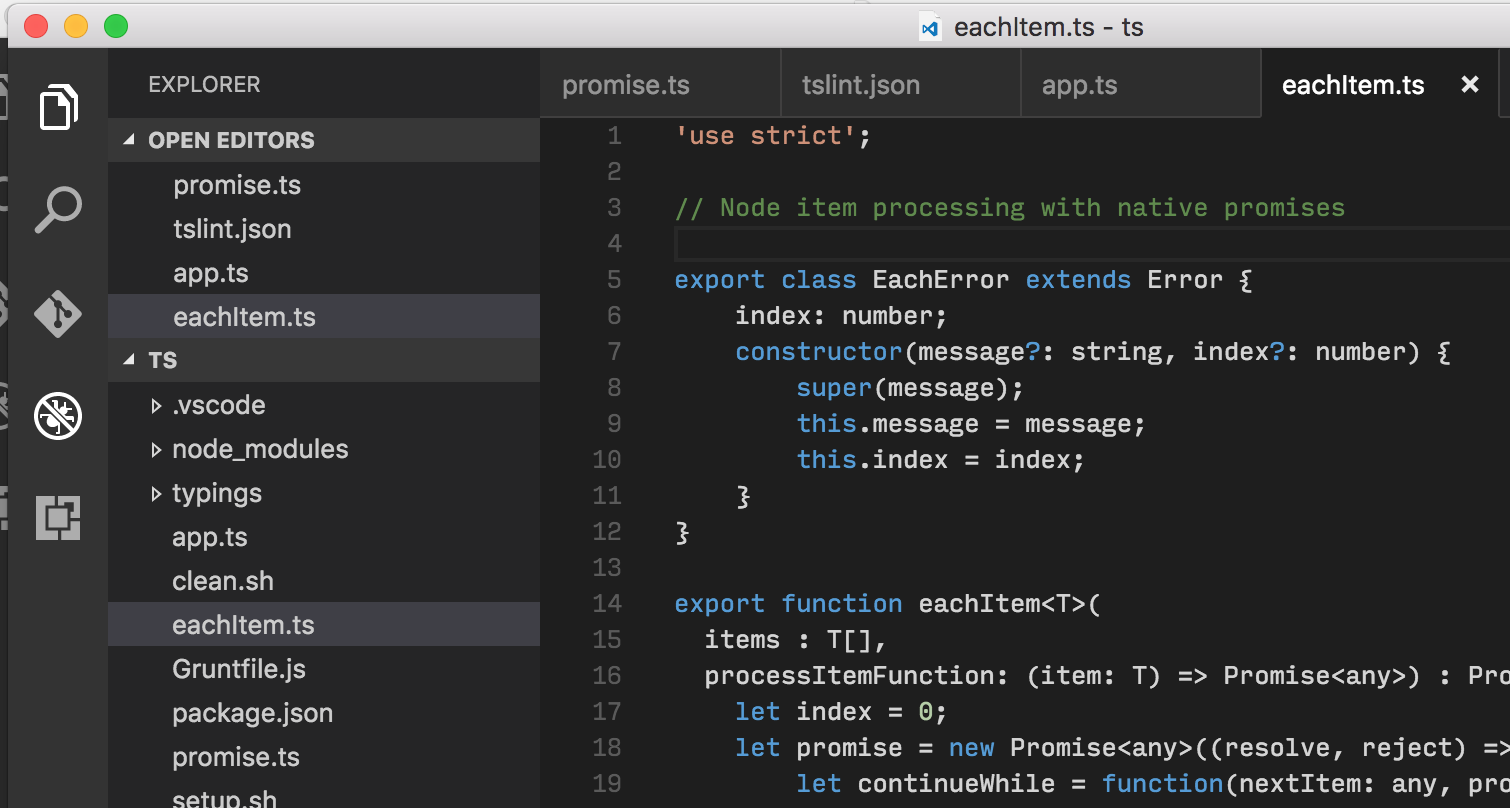 eachItem.ts - ts
EXPLORER
OPEN EDITORS
promise.ts
tslint.json
app.ts
eachItem.ts
TS
.vscode
node_modules
typings
app.ts
clean.sh
eachItem.ts
Gruntfile.js
package.json
promise.ts
setup.sh
promise.ts tslint.json app.ts eachItem.ts ×
1 'use strict';
2
3 // Node item processing with native promises
4
5 export class EachError extends Error {
6 index: number;
7 constructor(message?: string, index?: number) {
8 super(message);
9 this.message = message;
10 this.index = index;
11 }
12 }
13
14 export function eachItem<T>(
15 items : T[],
16 processItemFunction: (item: T) => Promise<any>) : Pro
17 let index = 0;
18 let promise = new Promise<any>((resolve, reject) =>
19 let continueWhile = function(nextItem: any, pro